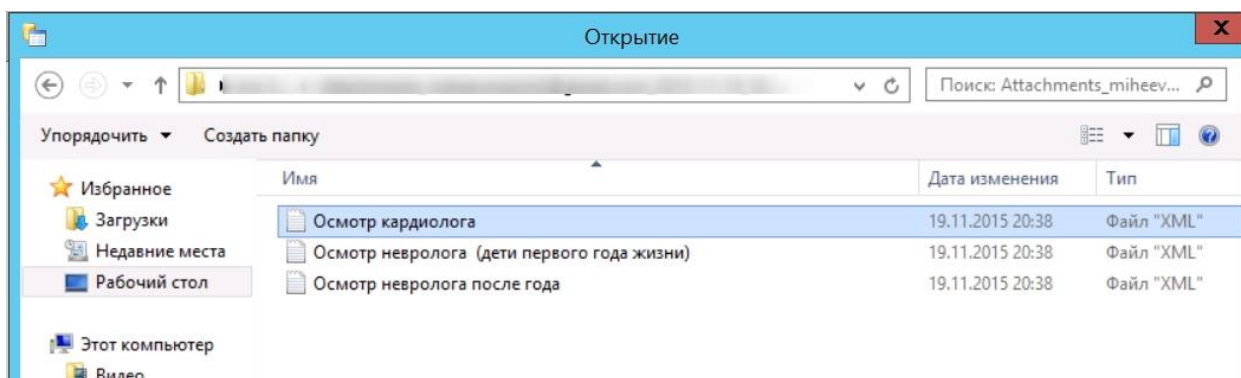 Открытие
Поиск: Attachments_miheev...
Упорядочить Создать папку
Имя Дата изменения Тип
Избранное
Загрузки Осмотр кардиолога 19.11.2015 20:38 Файл "XML"
Недавние места Осмотр невролога (дети первого года жизни) 19.11.2015 20:38 Файл "XML"
Рабочий стол Осмотр невролога после года 19.11.2015 20:38 Файл "XML"
Этот компьютер
Видео